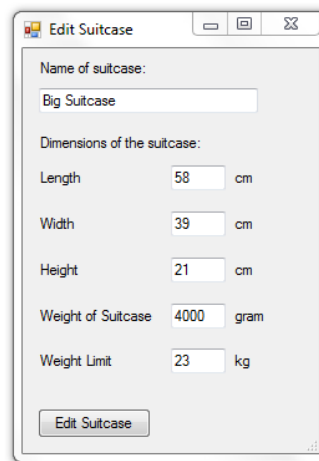 Edit Suitcase
Name of suitcase:
Big Suitcase
Dimensions of the suitcase:
Length 58 cm
Width 39 cm
Height 21 cm
Weight of Suitcase 4000 gram
Weight Limit 23 kg
Edit Suitcase